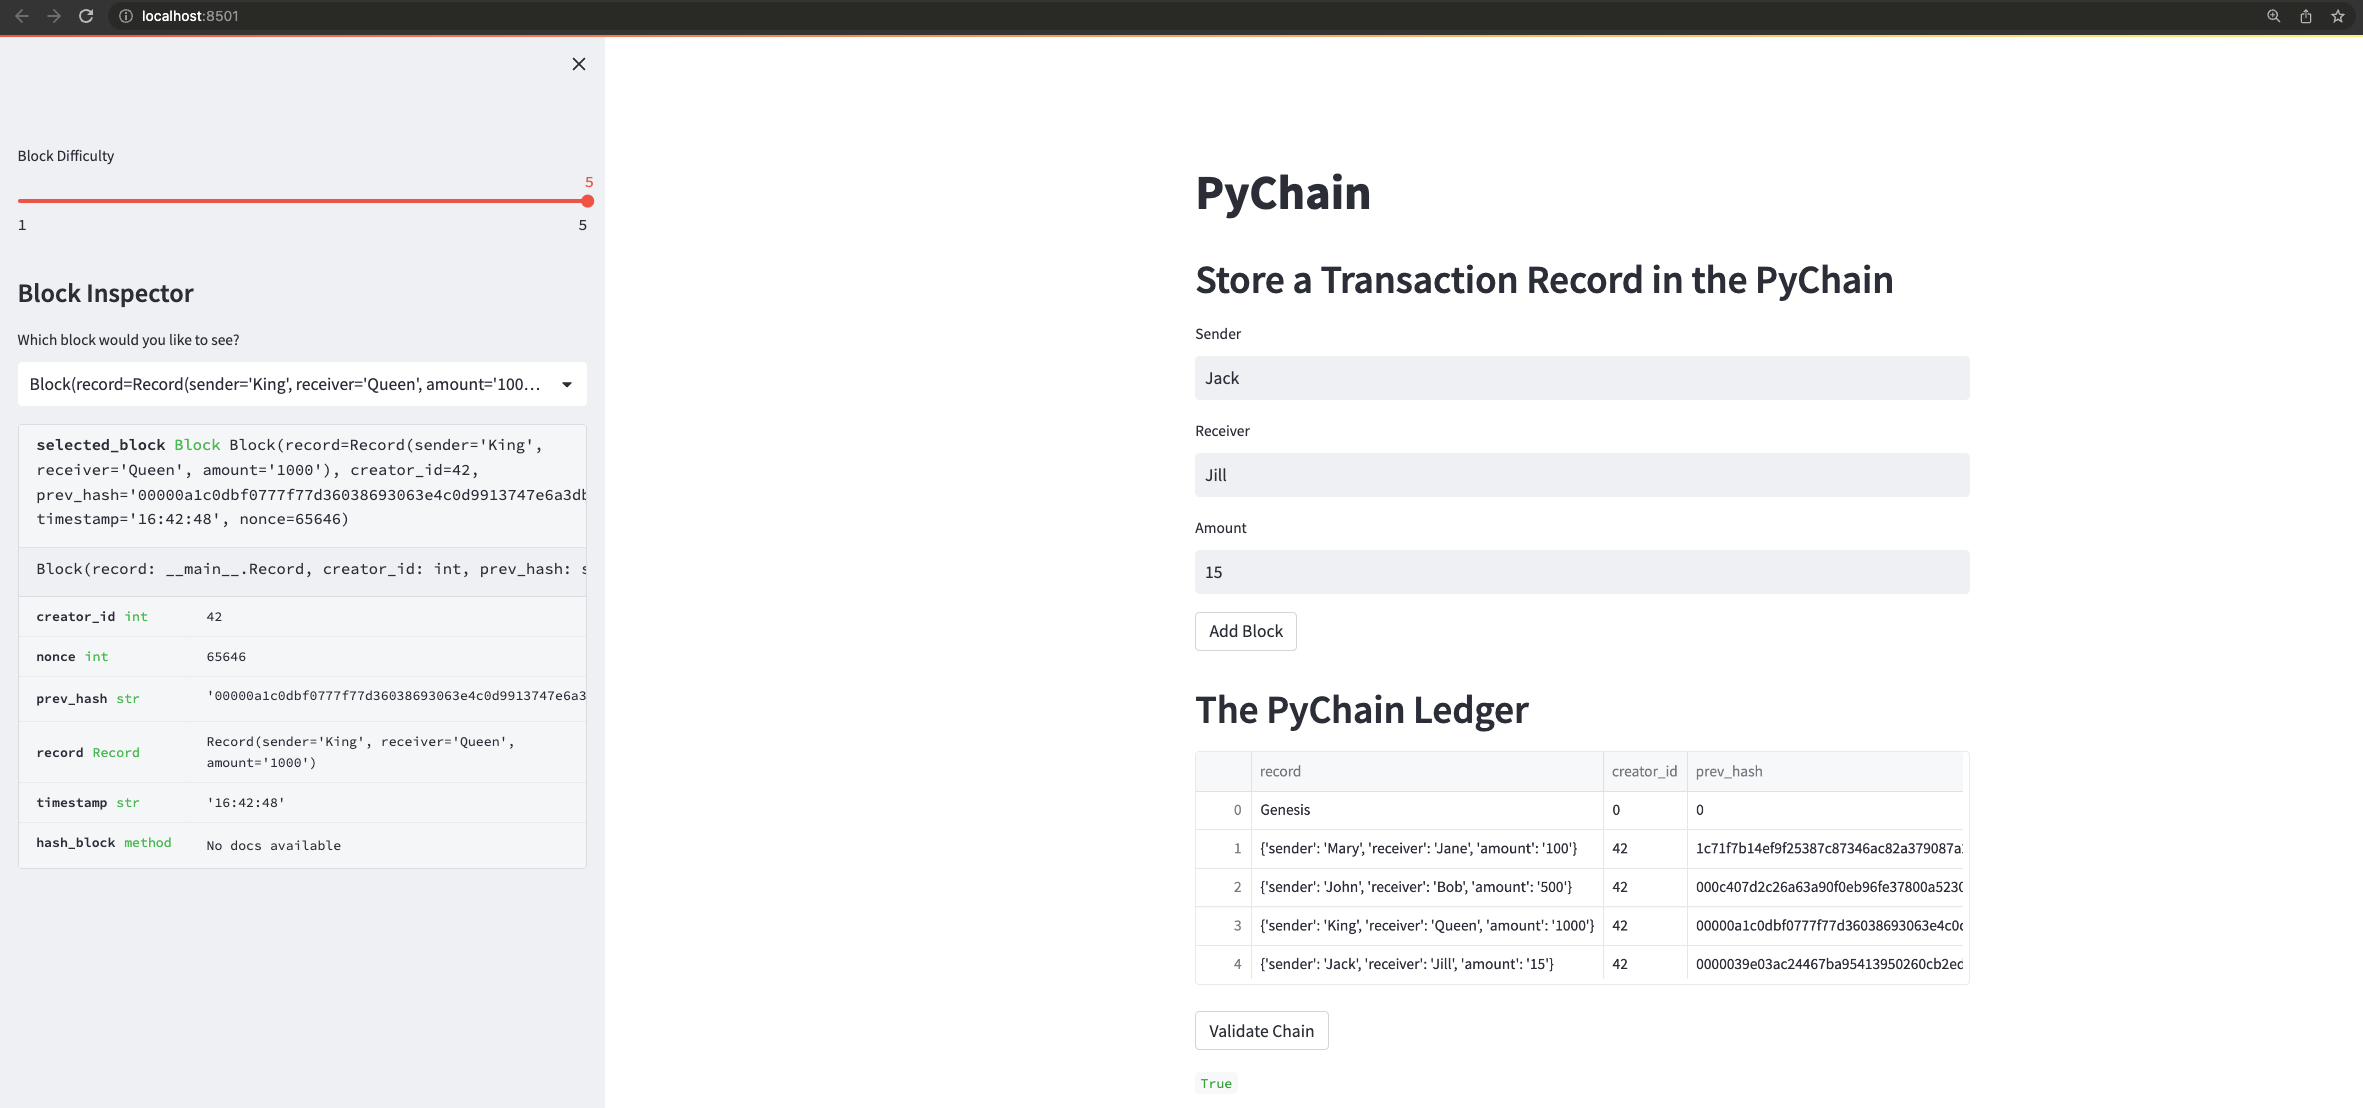 localhost:8501
Block Difficulty
5
1 5
Block Inspector
Which block would you like to see?
Block(record=Record(sender='King', receiver='Queen', amount='100...
selected_block Block Block(record=Record(sender='King',
receiver='Queen', amount='1000'), creator_id=42,
prev_hash='00000a1c0dbf0777f77d36038693063e4c0d9913747e6a3db
timestamp='16:42:48', nonce=65646)
Block(record: __main__.Record, creator_id: int, prev_hash: s
creator_id int 42
nonce int 65646
prev_hash str '00000a1c0dbf0777f77d36038693063e4c0d9913747e6a3
record Record Record(sender='King', receiver='Queen',
amount='1000')
timestamp str '16:42:48'
hash_block method No docs available
PyChain
Store a Transaction Record in the PyChain
Sender
Jack
Receiver
Jill
Amount
15
Add Block
The PyChain Ledger
record creator_id prev_hash
0 Genesis 0 0
1 {'sender': 'Mary', 'receiver': 'Jane', 'amount': '100'} 42 1c71f7b14ef9f25387c87346ac82a379087a
2 {'sender': 'John', 'receiver': 'Bob', 'amount': '500'} 42 000c407d2c26a63a90f0eb96fe37800a5230
3 {'sender': 'King', 'receiver': 'Queen', 'amount': '1000'} 42 00000a1c0dbf0777f77d36038693063e4c0d
4 {'sender': 'Jack', 'receiver': 'Jill', 'amount': '15'} 42 0000039e03ac24467ba95413950260cb2ed
Validate Chain
True